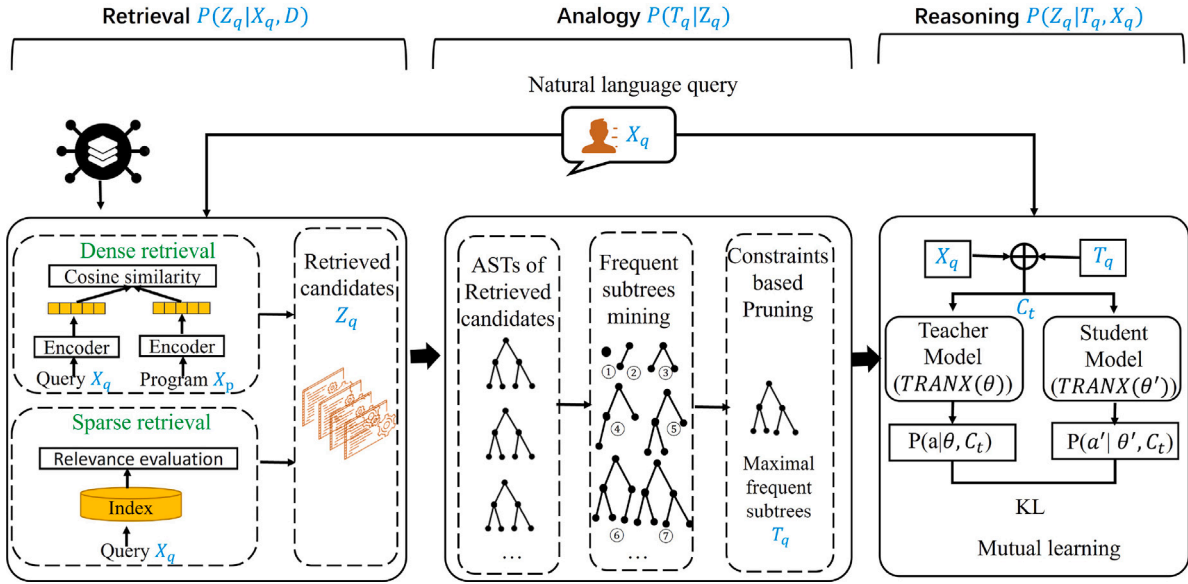 Retrieval P(Z_q|X_q, D)
Analogy P(T_q|Z_q)
Reasoning P(Z_q|T_q, X_q)
Natural language query
X_q
Dense retrieval
Cosine similarity
Encoder
Encoder
Query X_q
Program X_p
Sparse retrieval
Relevance evaluation
Index
Query X_q
Retrieved
candidates
Z_q
ASTs of
Retrieved
candidates
...
Frequent
subtrees
mining
①
②
③
④
⑤
⑥
⑦
...
Constraints
based
Pruning
Maximal
frequent
subtrees
T_q
...
X_q
T_q
C_t
Teacher
Model
(TRANX(θ))
Student
Model
(TRANX(θ′))
P(a|θ, C_t)
P(a′| θ′, C_t)
KL
Mutual learning